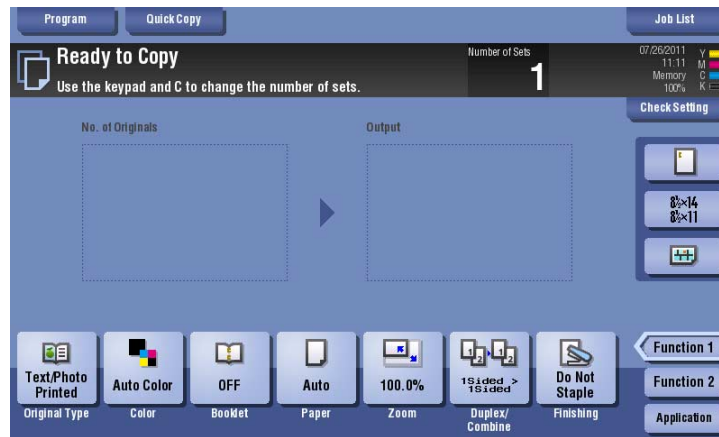 Program
QuickCopy
Job List
Ready to Copy
Use the keypad and C to change the number of sets.
Number of Sets
1
07/26/2011
11:11
Memory
100%
Y
M
C
K
Check Setting
No. of Originals
Output
8½×14
8½×11
Text/Photo
Printed
Auto Color
OFF
Auto
100.0%
1Sided >
1Sided
Do Not
Staple
Original Type
Color
Booklet
Paper
Zoom
Duplex/
Combine
Finishing
Function 1
Function 2
Application